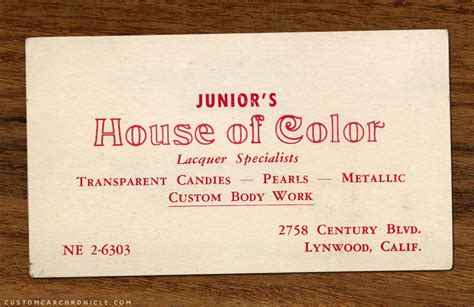 JUNIOR'S
House of Color
Lacquer Specialists
TRANSPARENT CANDIES — PEARLS — METALLIC
CUSTOM BODY WORK
2758 CENTURY BLVD.
NE 2-6303 LYNWOOD, CALIF.
CUSTOMCARCHRONICLE.COM